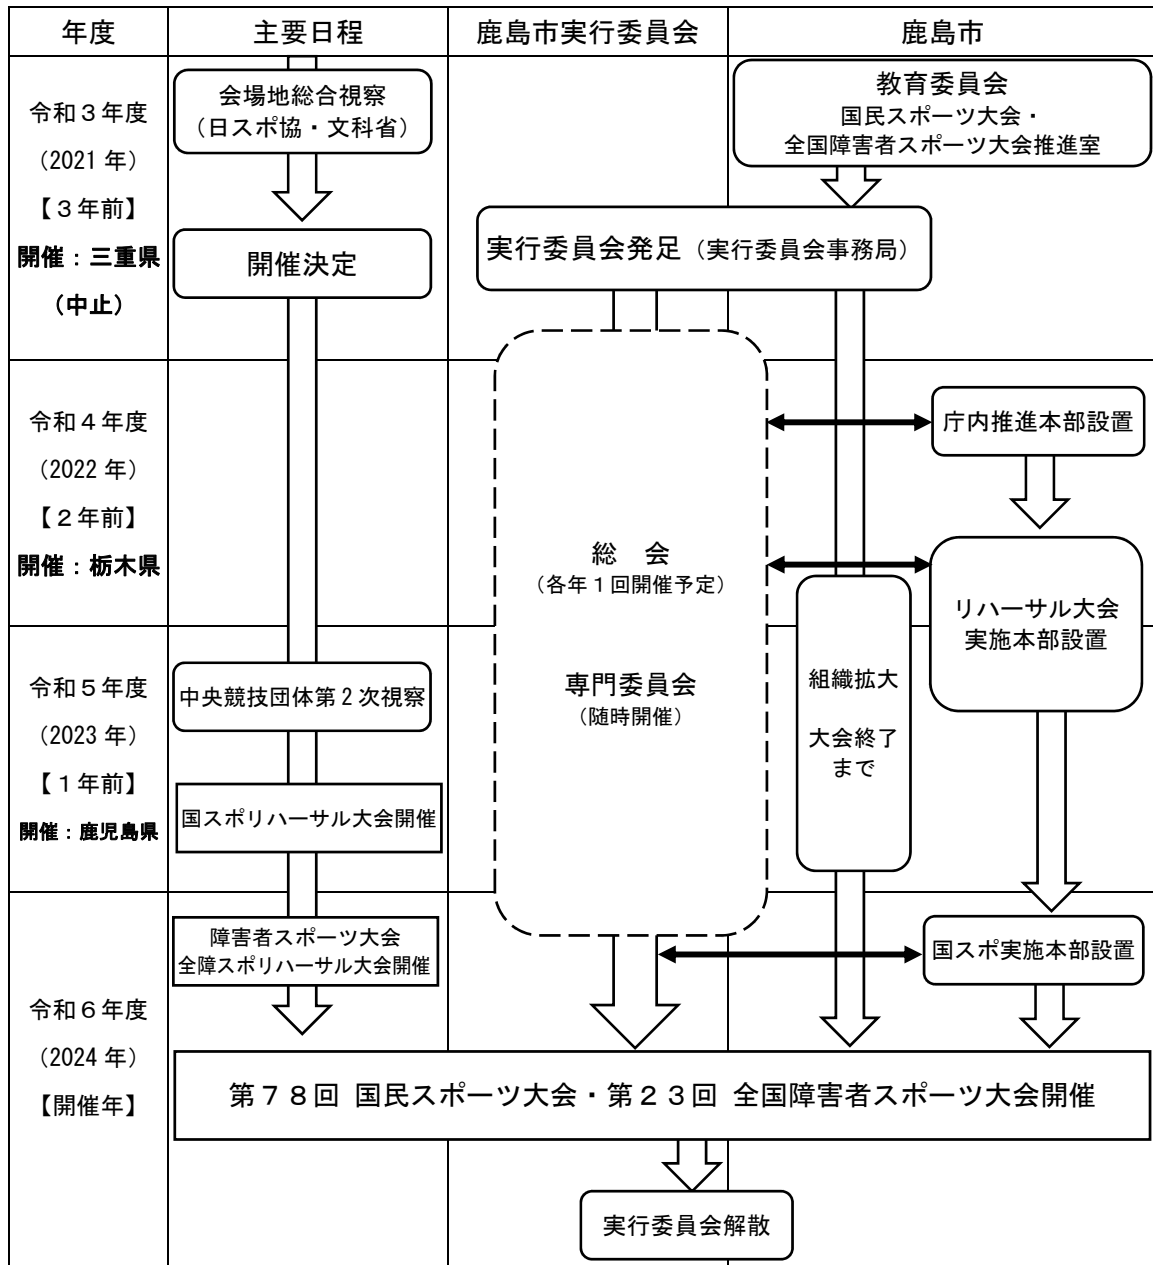 年度
主要日程
鹿島市実行委員会
鹿島市
令和３年度
（2021 年）
【３年前】
開催：三重県
（中止）
会場地総合視察
（日スポ協・文科省）
開催決定
教育委員会
国民スポーツ大会・
全国障害者スポーツ大会推進室
実行委員会発足（実行委員会事務局）
令和４年度
（2022 年）
【２年前】
開催：栃木県
総　会
（各年１回開催予定）
専門委員会
（随時開催）
庁内推進本部設置
リハーサル大会
実施本部設置
令和５年度
（2023 年）
【１年前】
開催：鹿児島県
中央競技団体第２次視察
国スポリハーサル大会開催
組織拡大
大会終了
まで
令和６年度
（2024 年）
【開催年】
障害者スポーツ大会
全障スポリハーサル大会開催
国スポ実施本部設置
第７８回 国民スポーツ大会・第２３回 全国障害者スポーツ大会開催
実行委員会解散